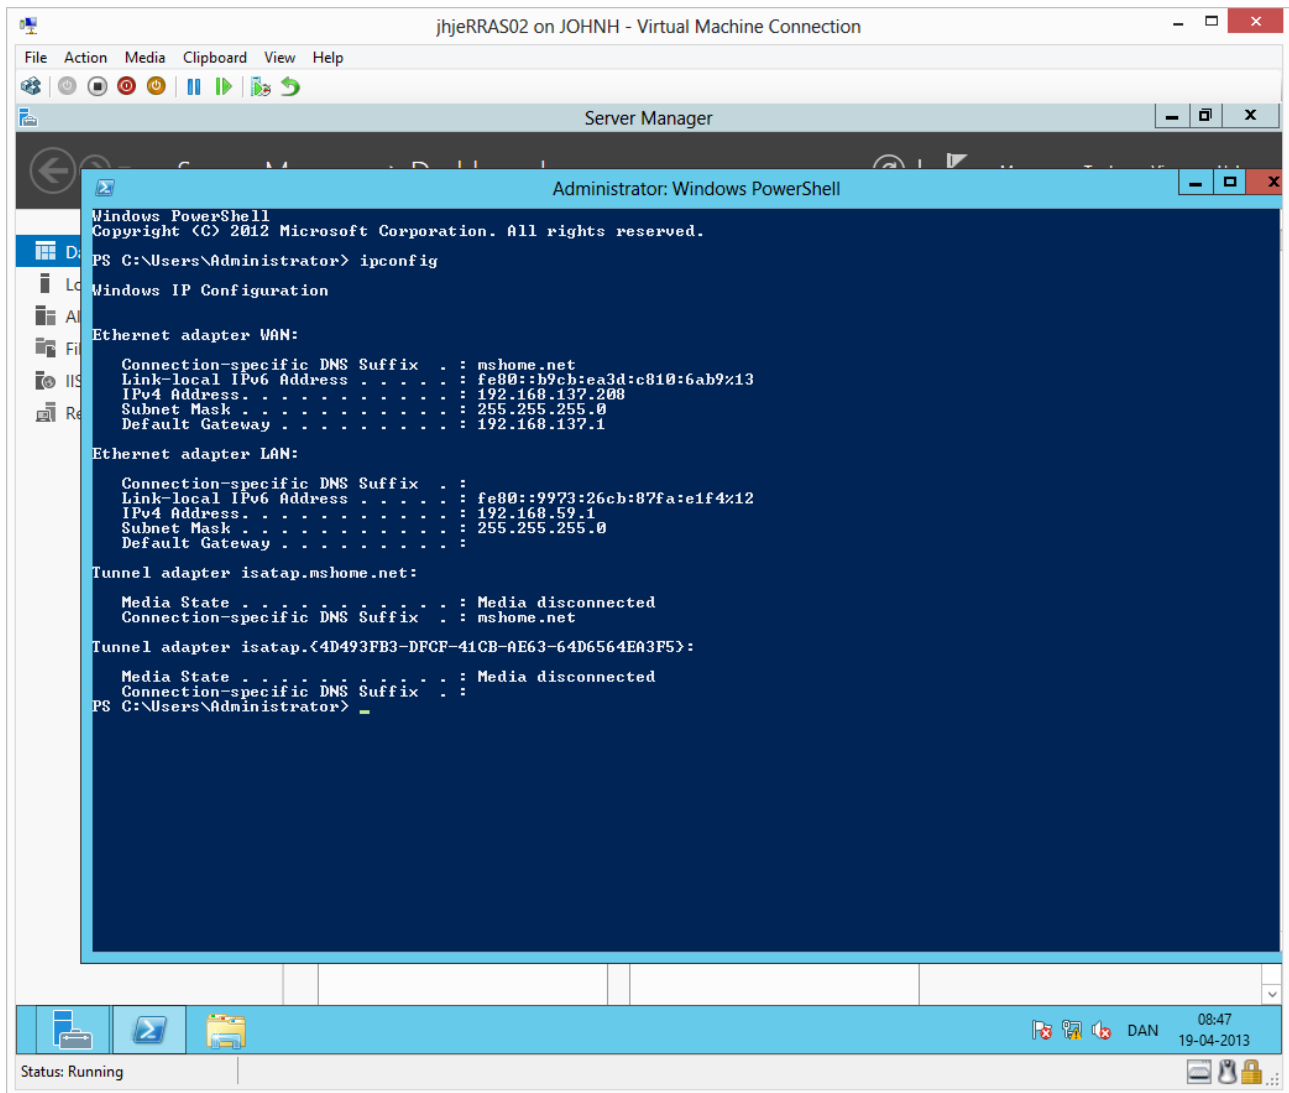 jhjeRRAS02 on JOHNH - Virtual Machine Connection
File Action Media Clipboard View Help
Server Manager
Administrator: Windows PowerShell
Windows PowerShell
Copyright (C) 2012 Microsoft Corporation. All rights reserved.
PS C:\Users\Administrator> ipconfig
Windows IP Configuration
Ethernet adapter WAN:
Connection-specific DNS Suffix . : mshome.net
Link-local IPv6 Address . . . . . : fe80::b9cb:ea3d:c810:6ab9%13
IPv4 Address. . . . . . . . . . . : 192.168.137.208
Subnet Mask . . . . . . . . . . . : 255.255.255.0
Default Gateway . . . . . . . . . : 192.168.137.1
Ethernet adapter LAN:
Connection-specific DNS Suffix . :
Link-local IPv6 Address . . . . . : fe80::9973:26cb:87fa:e1f4%12
IPv4 Address. . . . . . . . . . . : 192.168.59.1
Subnet Mask . . . . . . . . . . . : 255.255.255.0
Default Gateway . . . . . . . . . :
Tunnel adapter isatap.mshome.net:
Media State . . . . . . . . . . . : Media disconnected
Connection-specific DNS Suffix . : mshome.net
Tunnel adapter isatap.{4D493FB3-DFCF-41CB-AE63-64D6564EA3F5}:
Media State . . . . . . . . . . . : Media disconnected
Connection-specific DNS Suffix . :
PS C:\Users\Administrator> _
Da
Lo
Al
Fil
IIS
Re
DAN
08:47
19-04-2013
Status: Running